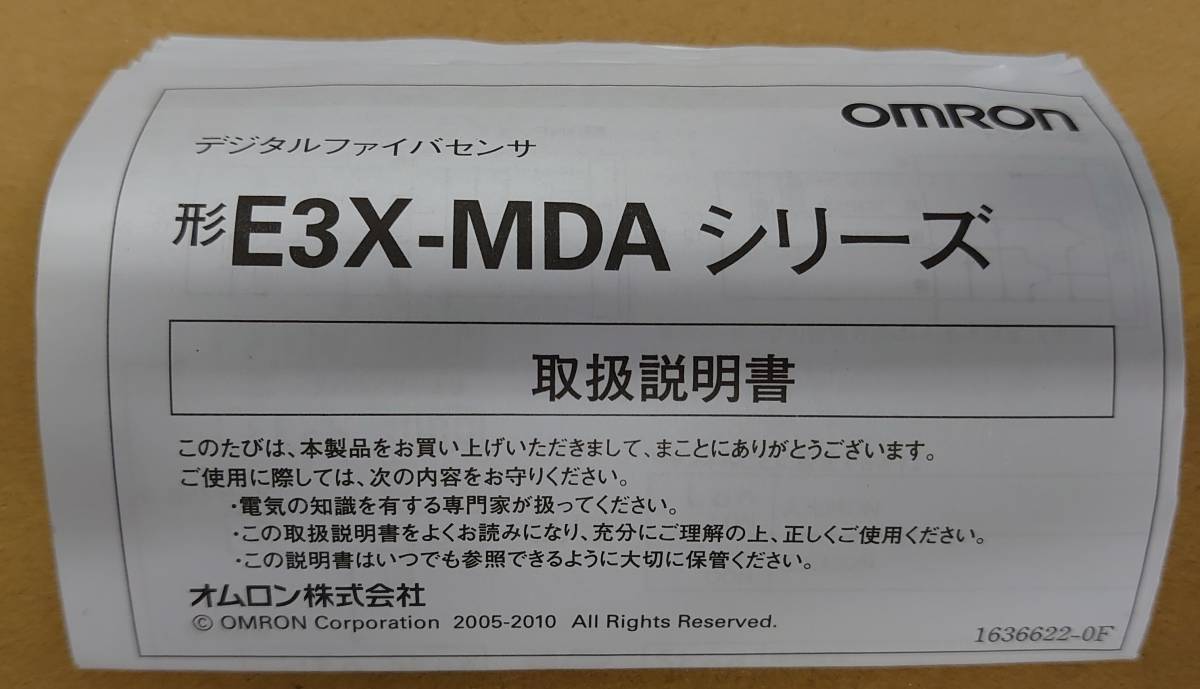 OMRON
デジタルファイバセンサ
形E3X-MDA シリーズ
取扱説明書
このたびは、本製品をお買い上げいただきまして、まことにありがとうございます。
ご使用に際しては、次の内容をお守りください。
・電気の知識を有する専門家が扱ってください。
・この取扱説明書をよくお読みになり、充分にご理解の上、正しくご使用ください。
・この説明書はいつでも参照できるように大切に保管ください。
オムロン株式会社
© OMRON Corporation 2005-2010 All Rights Reserved.
1636622-0F